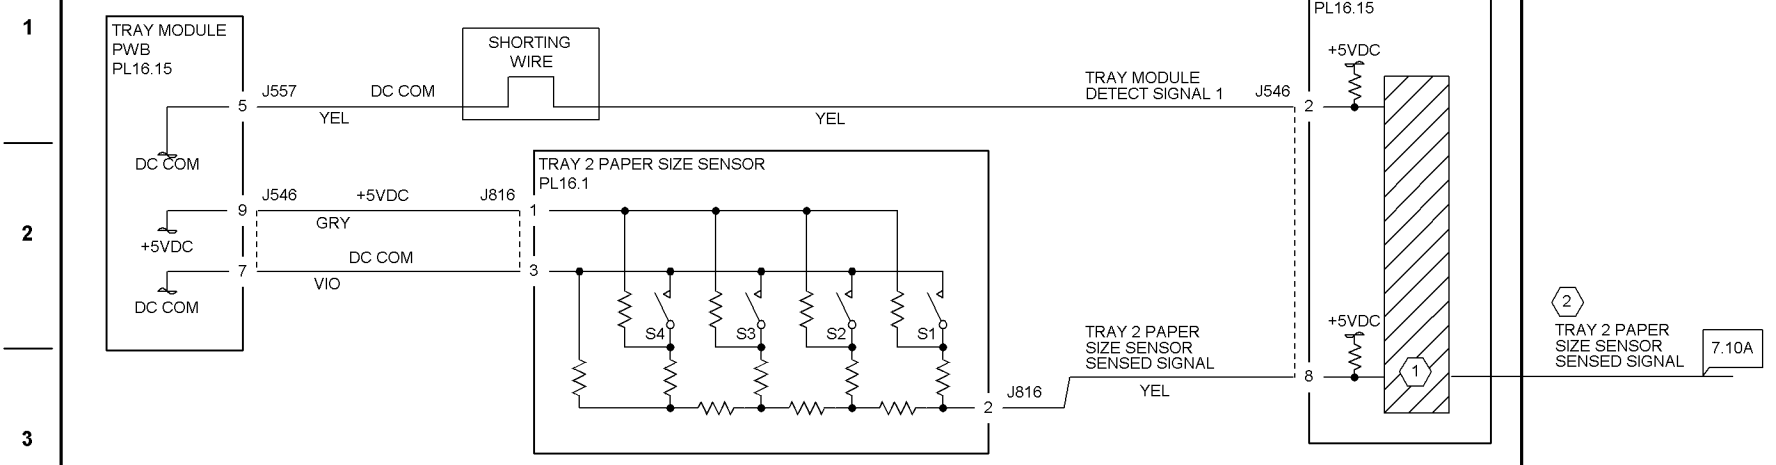 1
TRAY MODULE
PWB
PL16.15
5
J557
DC COM
YEL
SHORTING
WIRE
YEL
TRAY MODULE
DETECT SIGNAL 1
J546
2
PL16.15
+5VDC
DC COM
2
9
J546
+5VDC
GRY
J816
1
+5VDC
7
DC COM
VIO
3
DC COM
TRAY 2 PAPER SIZE SENSOR
PL16.1
S4
S3
S2
S1
2
J816
TRAY 2 PAPER
SIZE SENSOR
SENSED SIGNAL
YEL
8
+5VDC
1
2
TRAY 2 PAPER
SIZE SENSOR
SENSED SIGNAL
7.10A
3